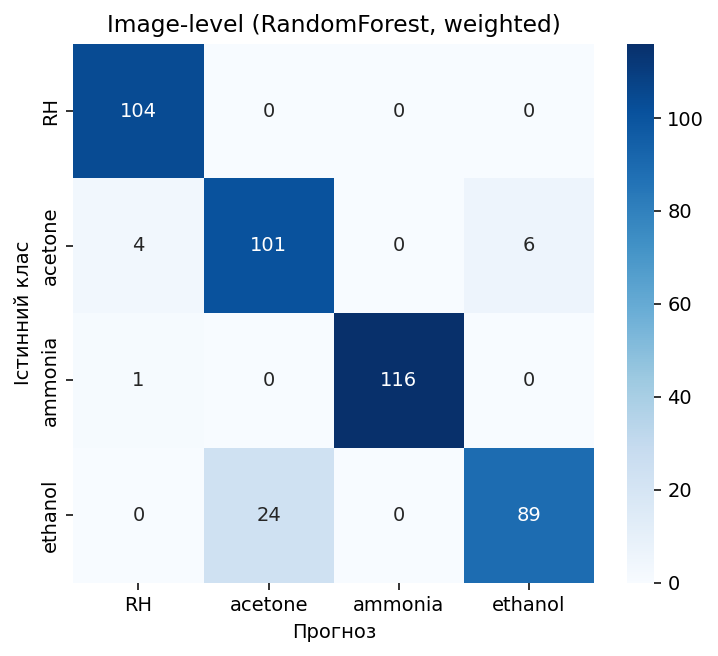 Image-level (RandomForest, weighted)
Істинний клас
RH
104 0 0 0
acetone
4 101 0 6
ammonia
1 0 116 0
ethanol
0 24 0 89
RH acetone ammonia ethanol
Прогноз
100
80
60
40
20
0